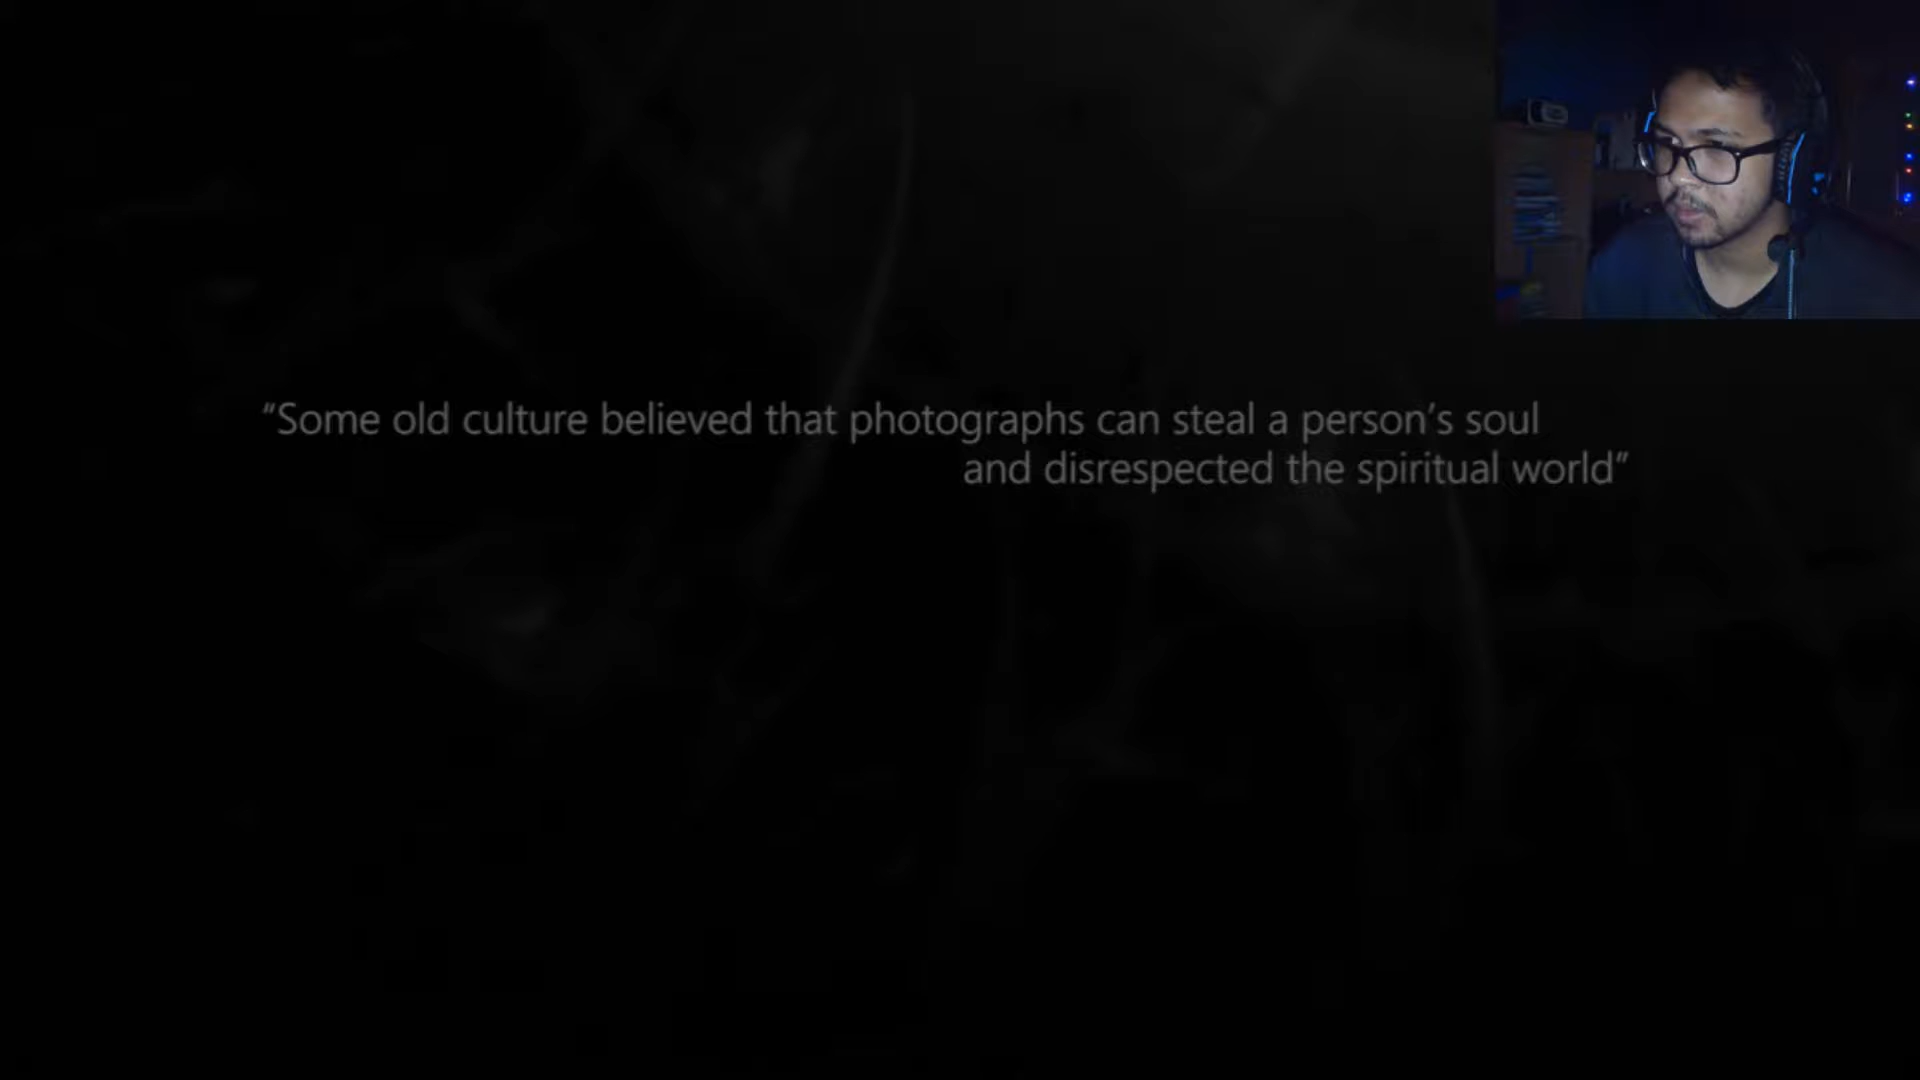 “Some old culture believed that photographs can steal a person’s soul
and disrespected the spiritual world”